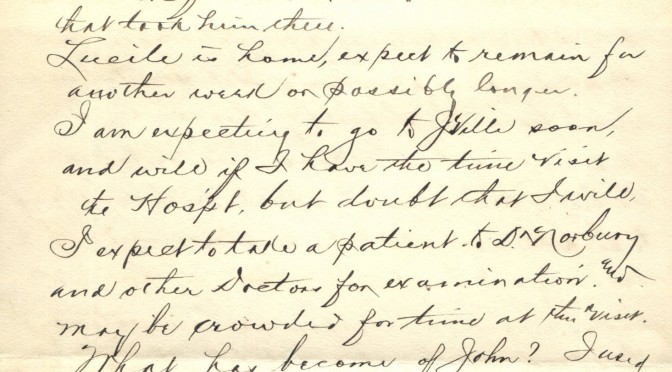 that took him there.
Lucile is home, expect to remain for
another week or possibly longer.
I am expecting to go to J'Ville soon,
and will if I have the time visit
the Hospt, but doubt that I will,
I expect to take a patient to Dr Norbury
and other Doctors for examination. and
may be crowded for time at this visit.
What has become of John? I used